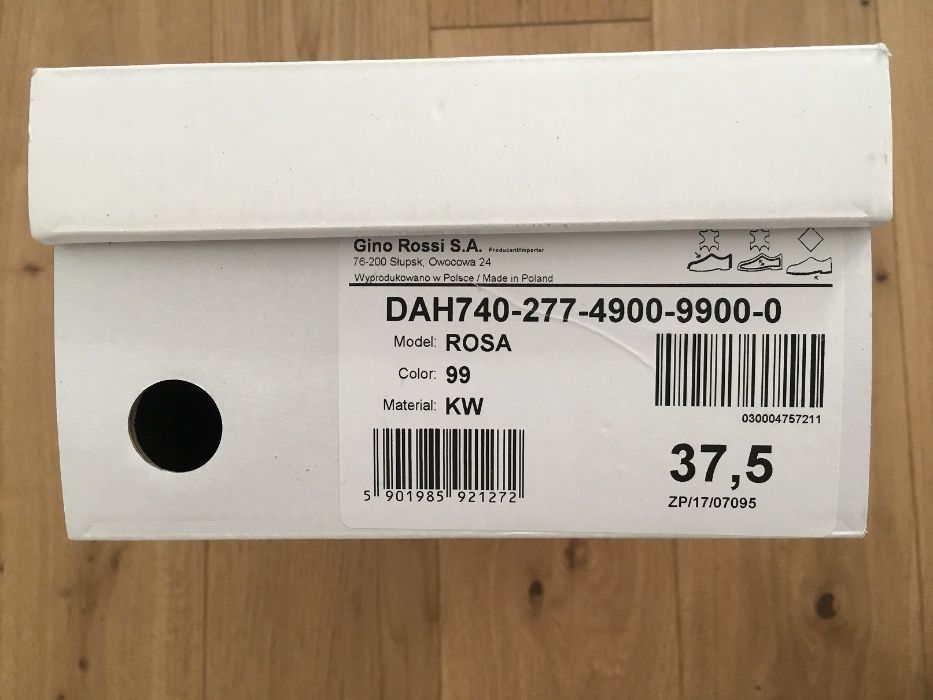 Gino Rossi S.A. Producent/Importer
76-200 Słupsk, Owocowa 24
Wyprodukowano w Polsce / Made in Poland
DAH740-277-4900-9900-0
Model: ROSA
Color: 99
Material: KW
030004757211
5 901985 921272
37,5
ZP/17/07095